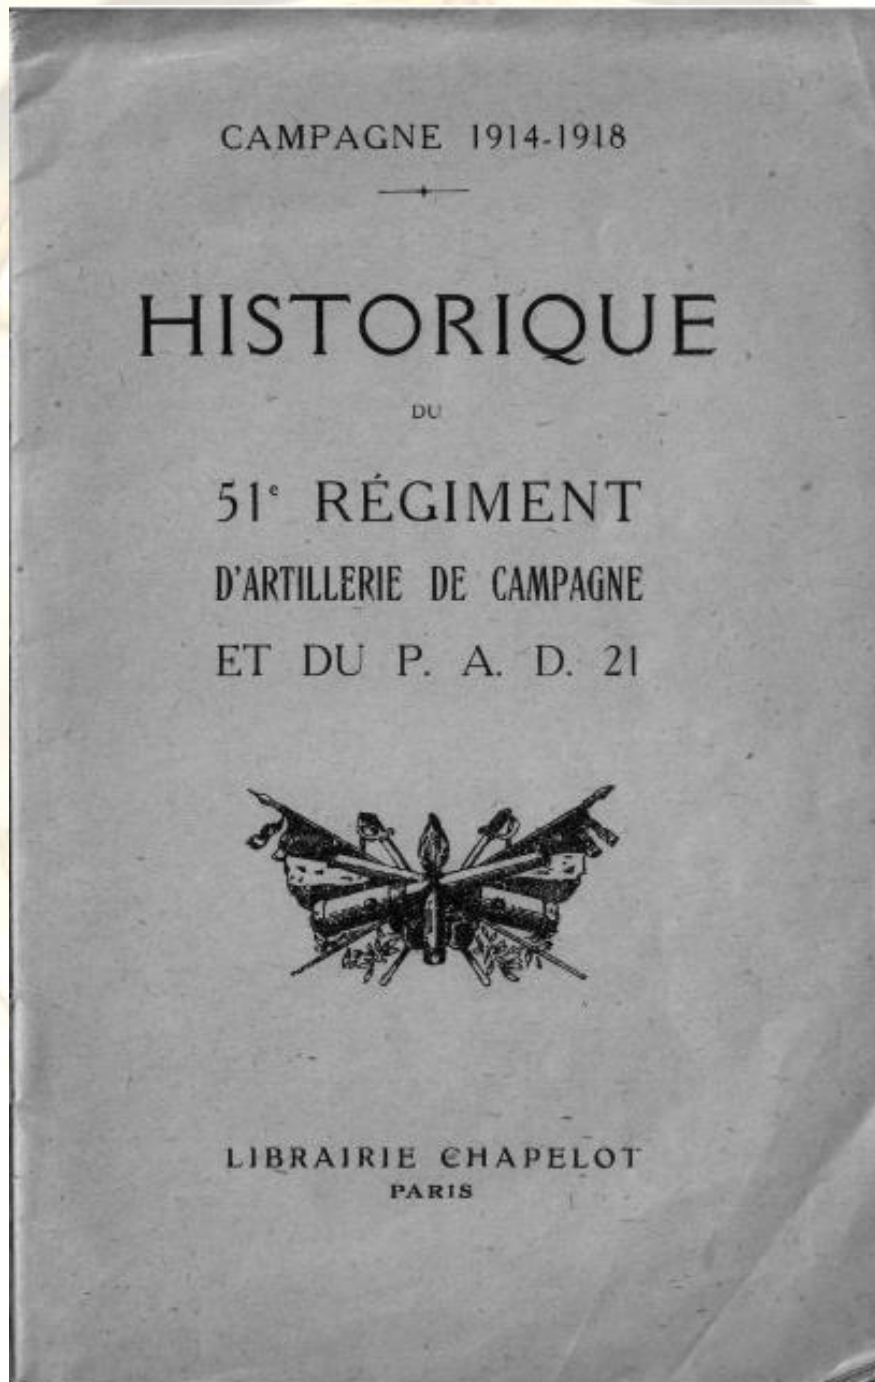 CAMPAGNE 1914-1918
HISTORIQUE
DU
51e RÉGIMENT
D'ARTILLERIE DE CAMPAGNE
ET DU P. A. D. 21
LIBRAIRIE CHAPELOT
PARIS